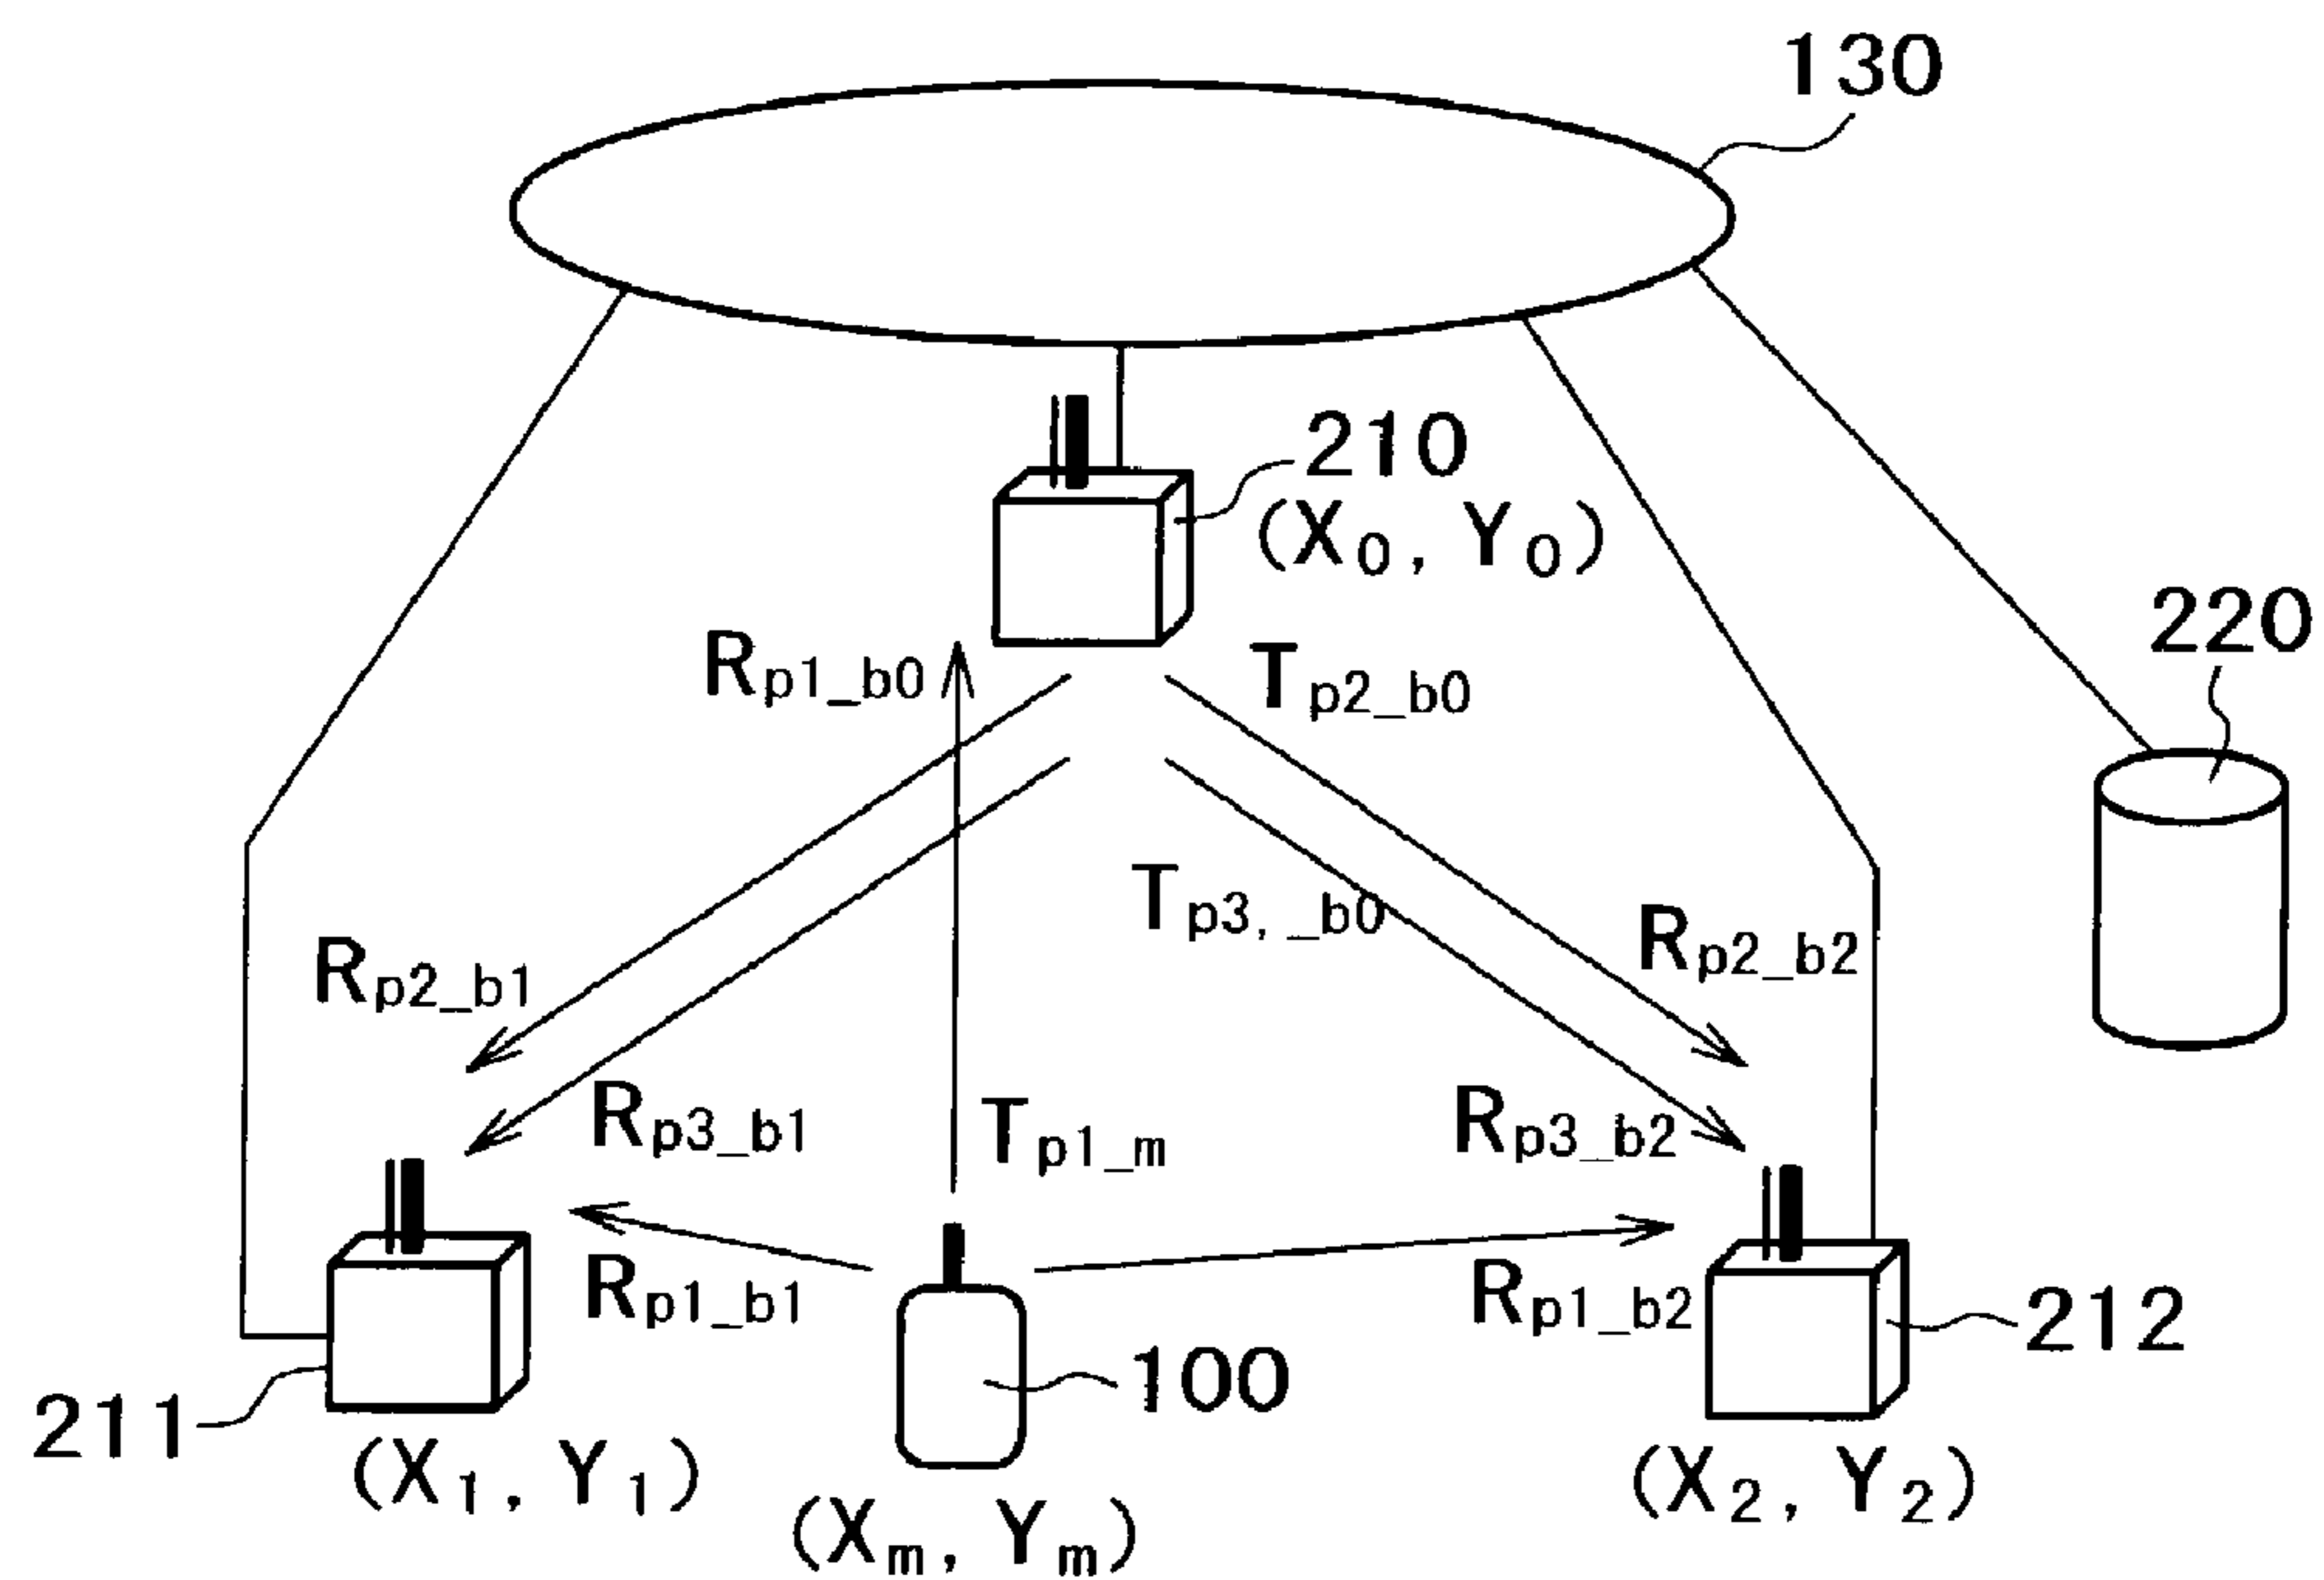 130
210
(X0, Y0)
220
Rp1_b0
Tp2_b0
Tp3,_b0
Rp2_b1
Rp2_b2
Rp3_b1
Tp1_m
Rp3_b2
Rp1_b1
Rp1_b2
212
100
211
(X1, Y1)
(X2, Y2)
(Xm, Ym)